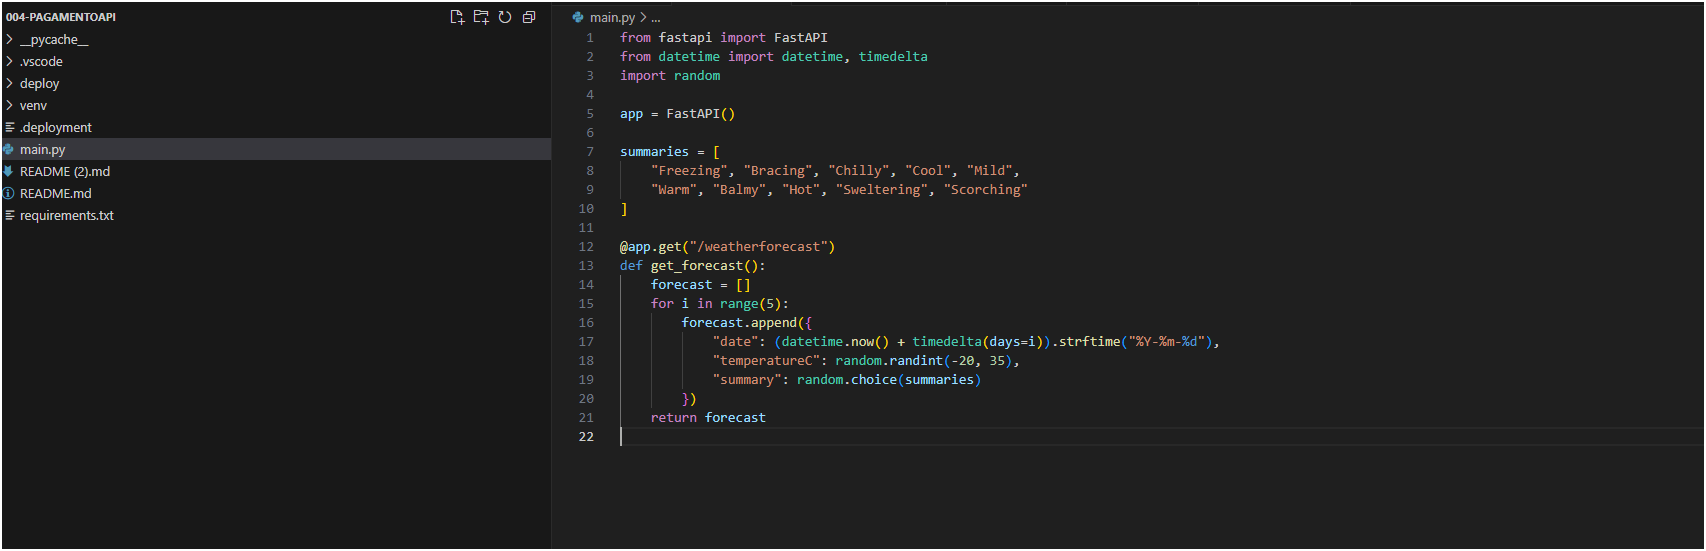 004-PAGAMENTOAPI
__pycache__
.vscode
deploy
venv
.deployment
main.py
README (2).md
README.md
requirements.txt
main.py > ...
1 from fastapi import FastAPI
2 from datetime import datetime, timedelta
3 import random
4
5 app = FastAPI()
6
7 summaries = [
8     "Freezing", "Bracing", "Chilly", "Cool", "Mild",
9     "Warm", "Balmy", "Hot", "Sweltering", "Scorching"
10 ]
11
12 @app.get("/weatherforecast")
13 def get_forecast():
14     forecast = []
15     for i in range(5):
16         forecast.append({
17             "date": (datetime.now() + timedelta(days=i)).strftime("%Y-%m-%d"),
18             "temperatureC": random.randint(-20, 35),
19             "summary": random.choice(summaries)
20         })
21     return forecast
22